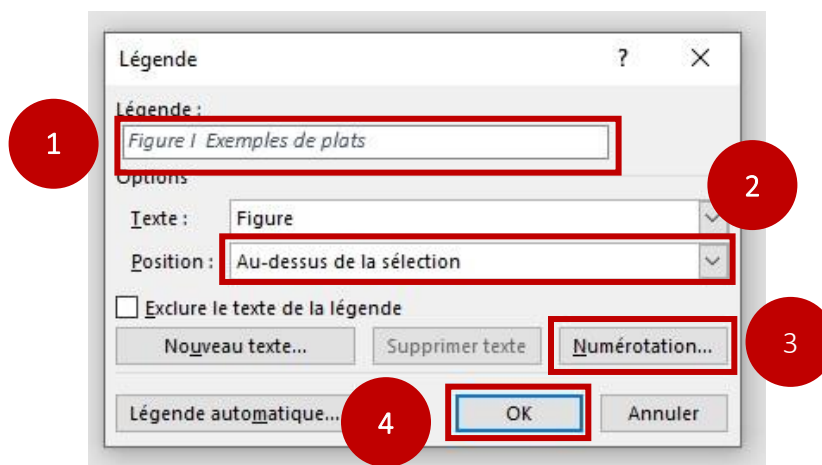 Légende ?
Légende :
1
Figure I Exemples de plats
Options
2
Texte : Figure
Position : Au-dessus de la sélection
Exclure le texte de la légende
Nouveau texte... Supprimer texte Numérotation...
3
Légende automatique... 4 OK Annuler